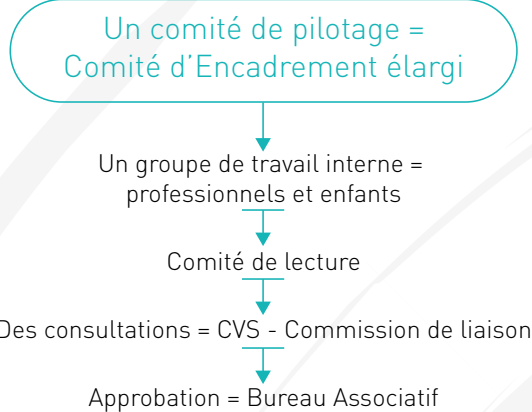 Un comité de pilotage =
Comité d'Encadrement élargi
Un groupe de travail interne =
professionnels et enfants
Comité de lecture
Des consultations = CVS - Commission de liaison
Approbation = Bureau Associatif